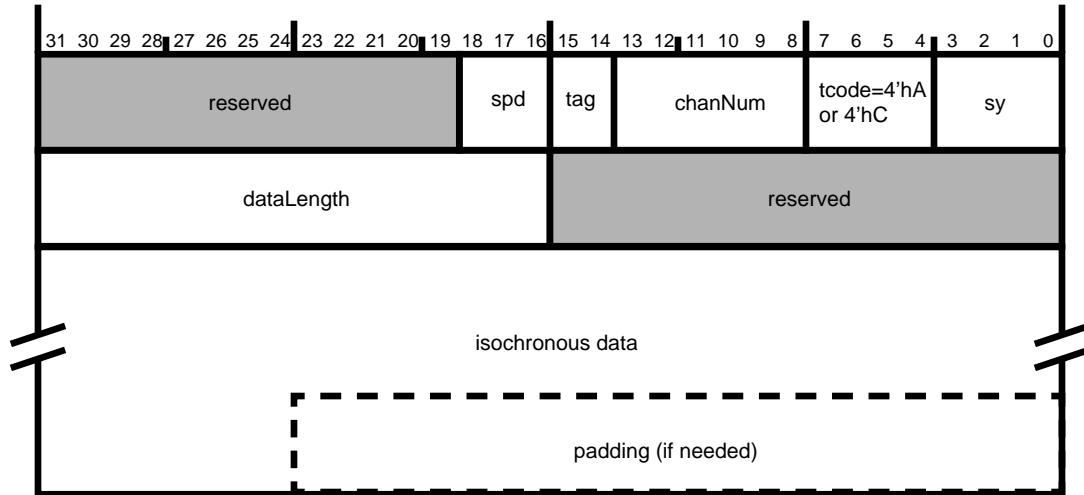 31 30 29 28 27 26 25 24 23 22 21 20 19 18 17 16 15 14 13 12 11 10 9 8 7 6 5 4 3 2 1 0
reserved spd tag chanNum tcode=4'hA sy
or 4'hC
dataLength reserved
isochronous data
padding (if needed)